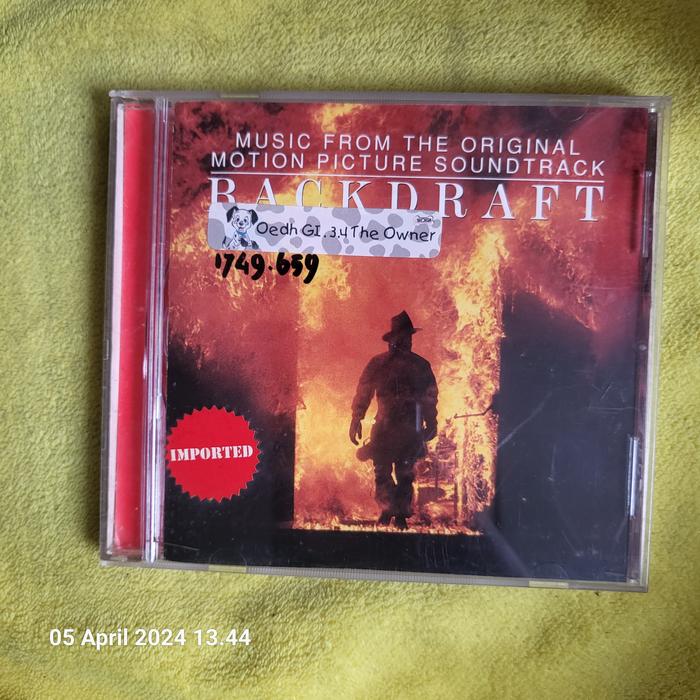 MUSIC FROM THE ORIGINAL
MOTION PICTURE SOUNDTRACK
BACKDRAFT
Oedh GI.3,4 The Owner
1749.659
IMPORTED
05 April 2024 13.44